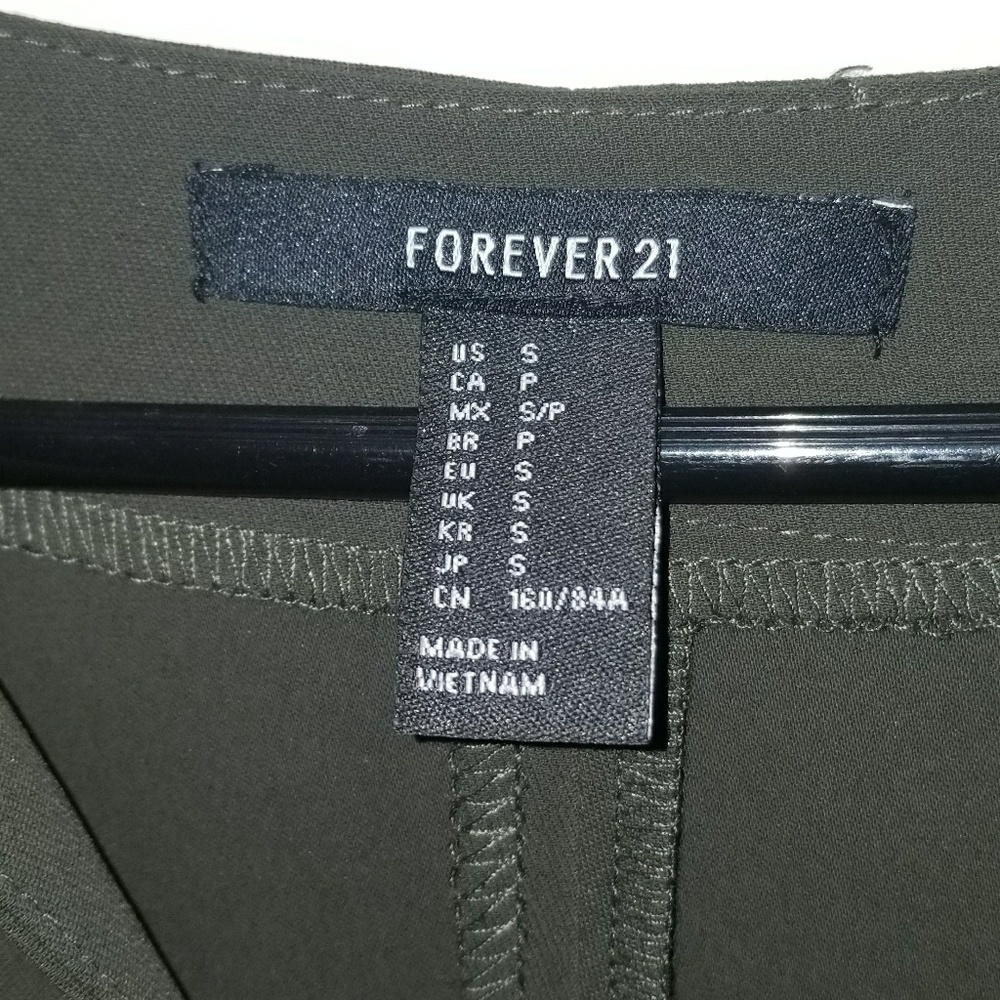 FOREVER 21
US S
CA P
MX S/P
BR P
EU S
UK S
KR S
JP S
CN 160/84A
MADE IN
VIETNAM